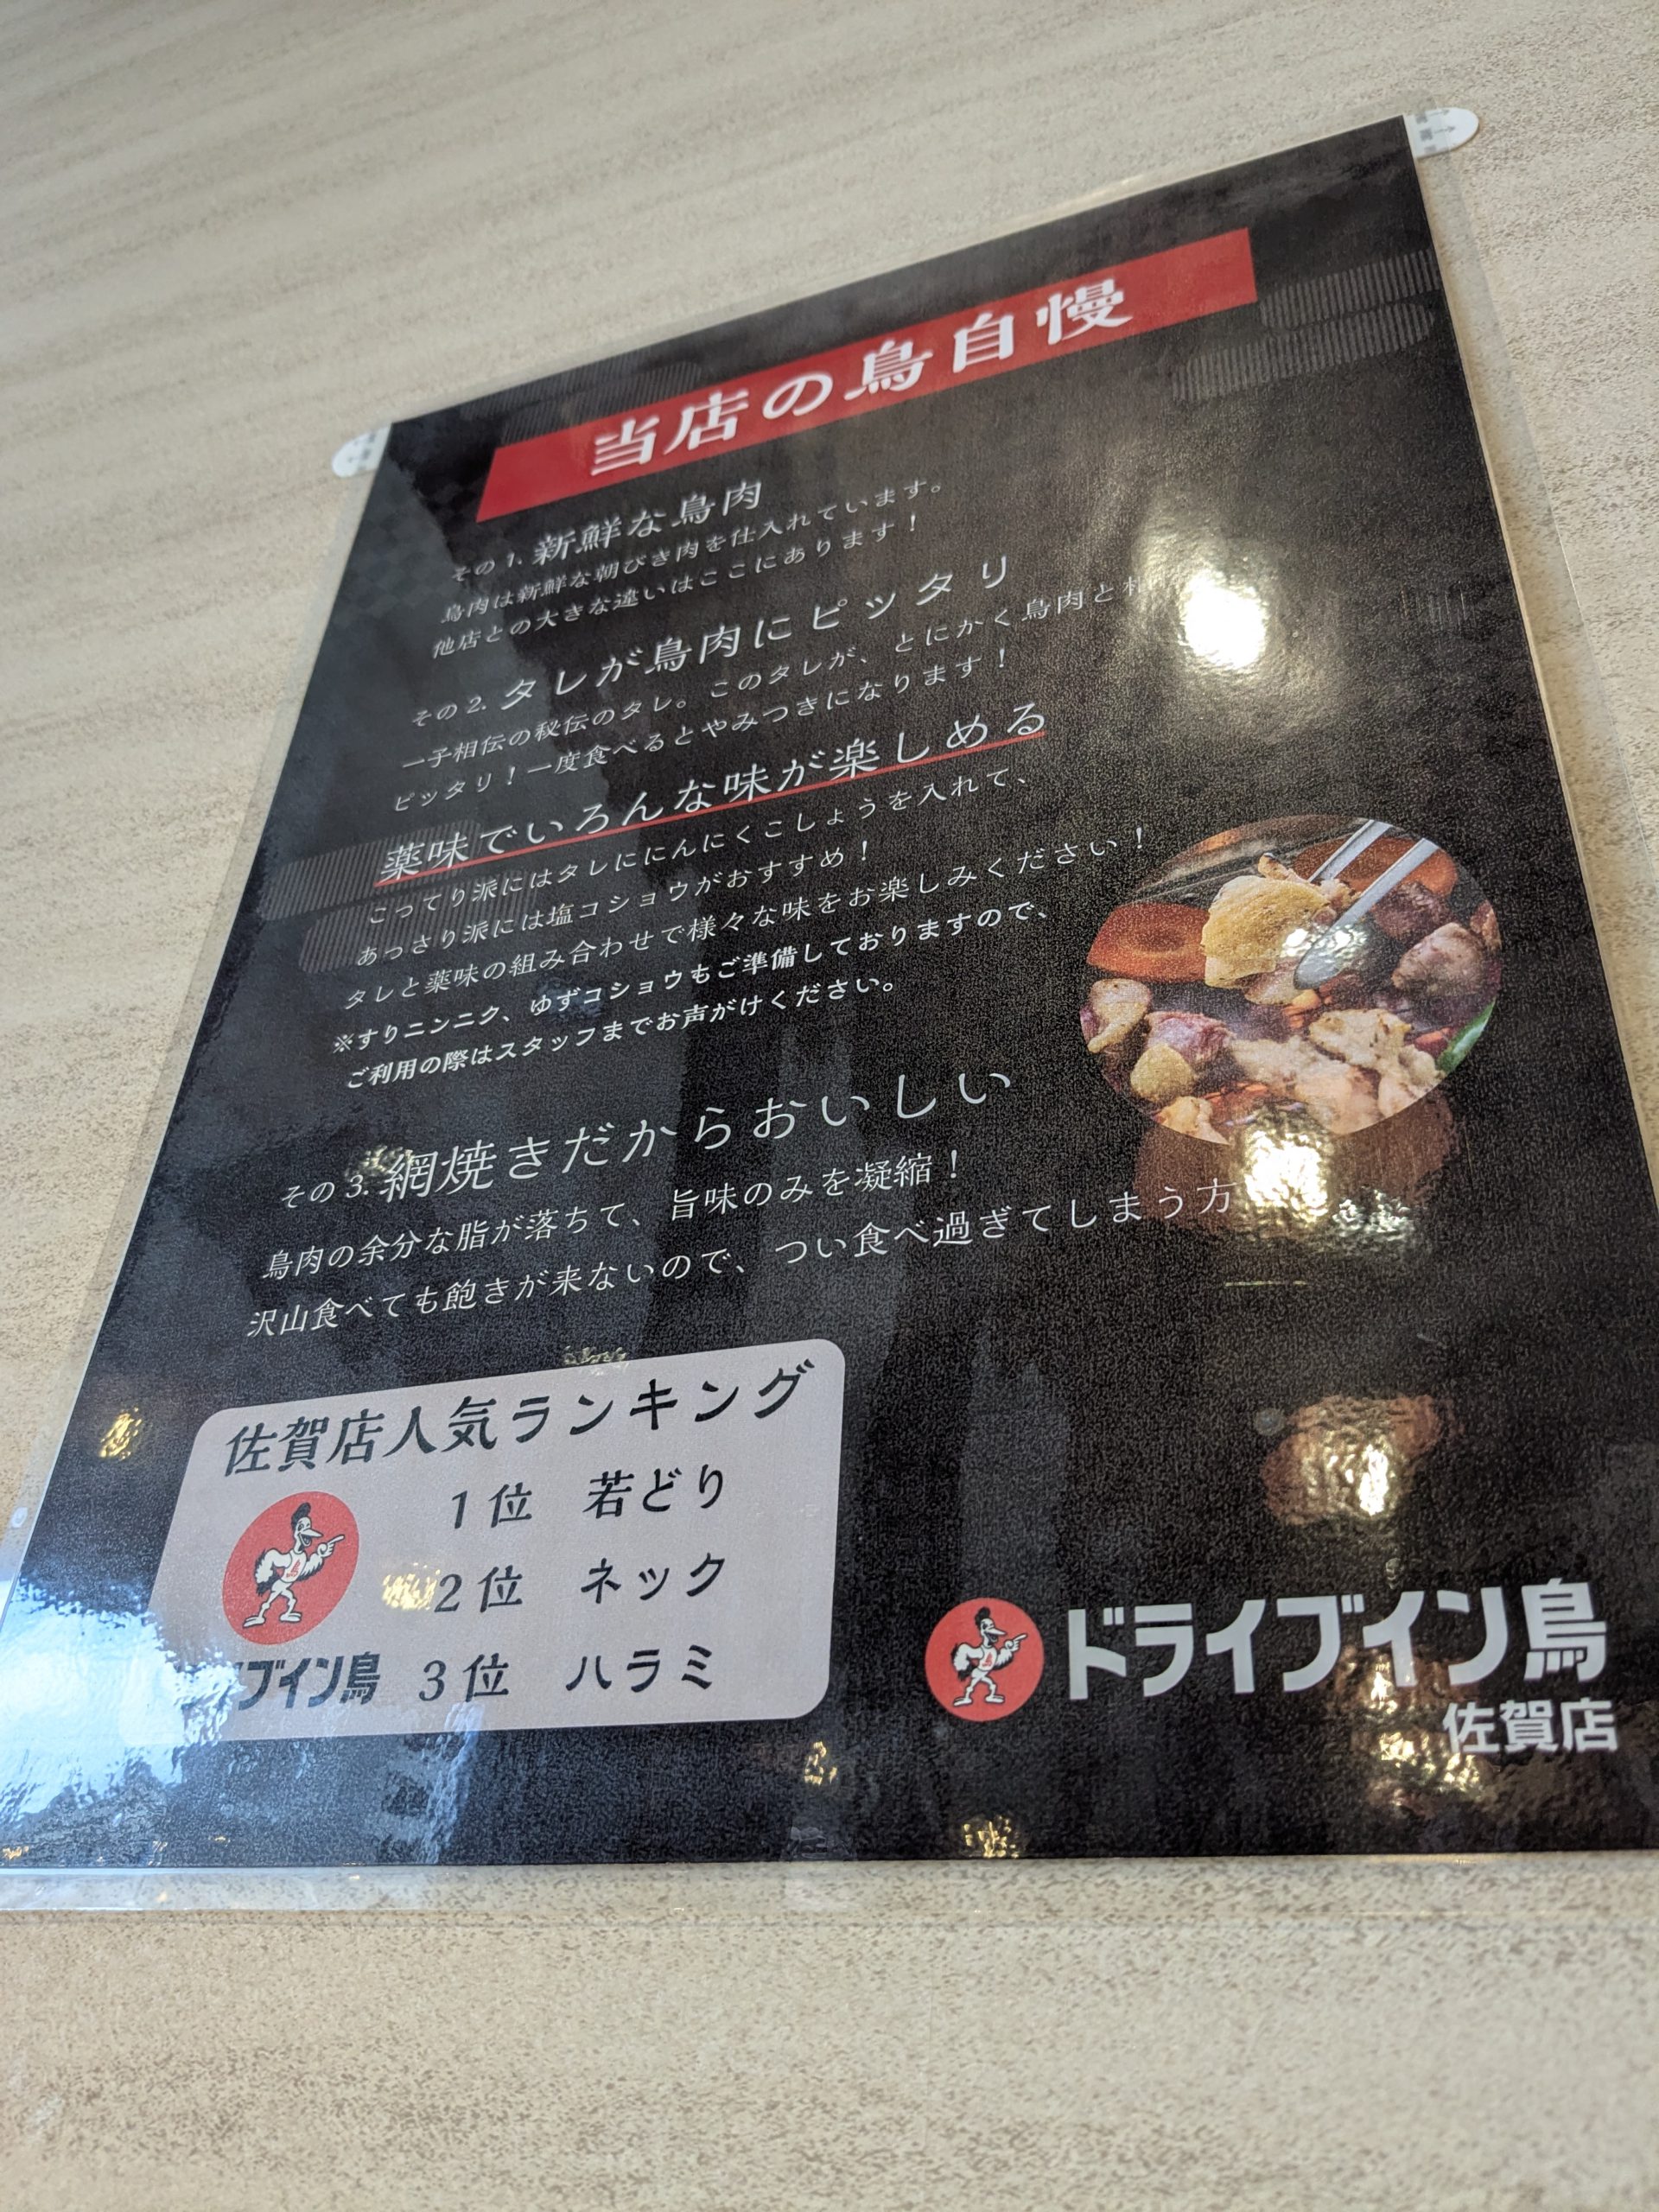 当店の鳥自慢
その1. 新鮮な鳥肉
鳥肉は新鮮な朝びき肉を仕入れています。
他店との大きな違いはここにあります！
その2. タレが鳥肉にピッタリ
一子相伝の秘伝のタレ。このタレが、とにかく鳥肉と相
ピッタリ！一度食べるとやみつきになります！
薬味でいろんな味が楽しめる
こってり派にはタレににんにくこしょうを入れて、
あっさり派には塩コショウがおすすめ！
タレと薬味の組み合わせで様々な味をお楽しみください！
※すりニンニク、ゆずコショウもご準備しておりますので、
ご利用の際はスタッフまでお声がけください。
その3. 網焼きだからおいしい
鳥肉の余分な脂が落ちて、旨味のみを凝縮！
沢山食べても飽きが来ないので、つい食べ過ぎてしまう方
佐賀店人気ランキング
1位 若どり
2位 ネック
3位 ハラミ
ブイン鳥
ドライブイン鳥
佐賀店